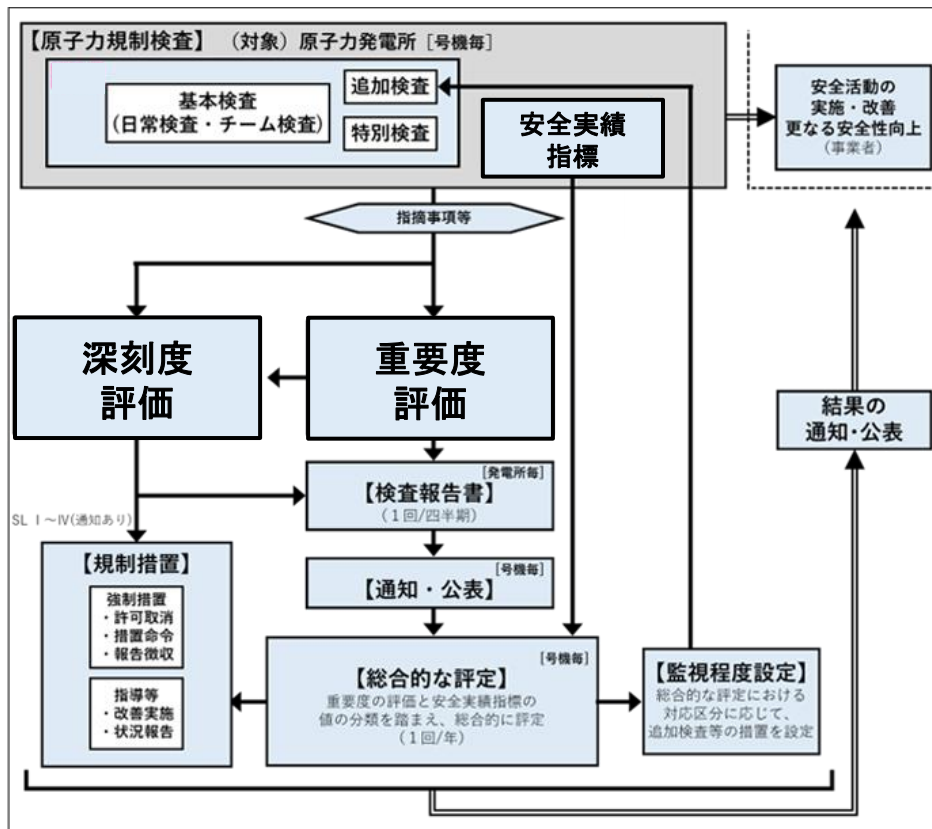 【原子力規制検査】 （対象）原子力発電所 [号機毎]
基本検査
(日常検査・チーム検査)
追加検査
特別検査
安全実績
指標
安全活動の
実施・改善
更なる安全性向上
(事業者)
指摘事項等
深刻度
評価
重要度
評価
結果の
通知・公表
[発電所毎]
【検査報告書】
(１回/四半期)
SL Ⅰ～Ⅳ(通知あり)
[号機毎]
【通知・公表】
【規制措置】
強制措置
・許可取消
・措置命令
・報告徴収
指導等
・改善実施
・状況報告
[号機毎]
【総合的な評定】
重要度の評価と安全実績指標の
値の分類を踏まえ、総合的に評定
(１回/年)
【監視程度設定】
総合的な評定における
対応区分に応じて、
追加検査等の措置を設定